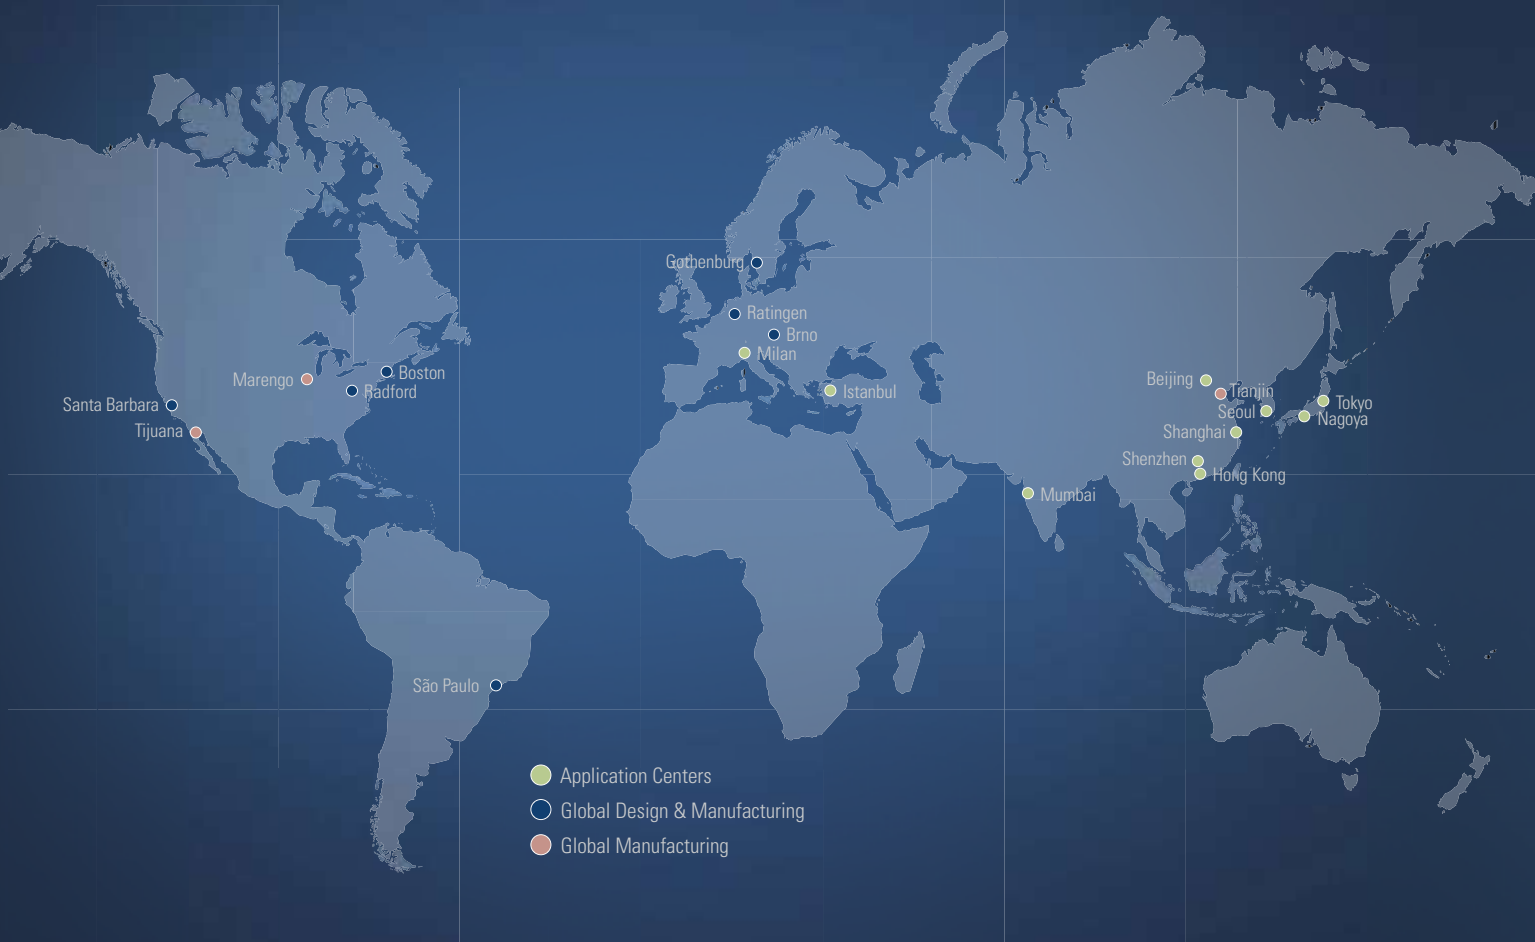 Gothenburg
Ratingen
Brno
Milan
Istanbul
Marengo
Boston
Radford
Santa Barbara
Tijuana
Beijing
Tianjin
Seoul
Tokyo
Nagoya
Shanghai
Shenzhen
Hong Kong
Mumbai
São Paulo
Application Centers
Global Design & Manufacturing
Global Manufacturing